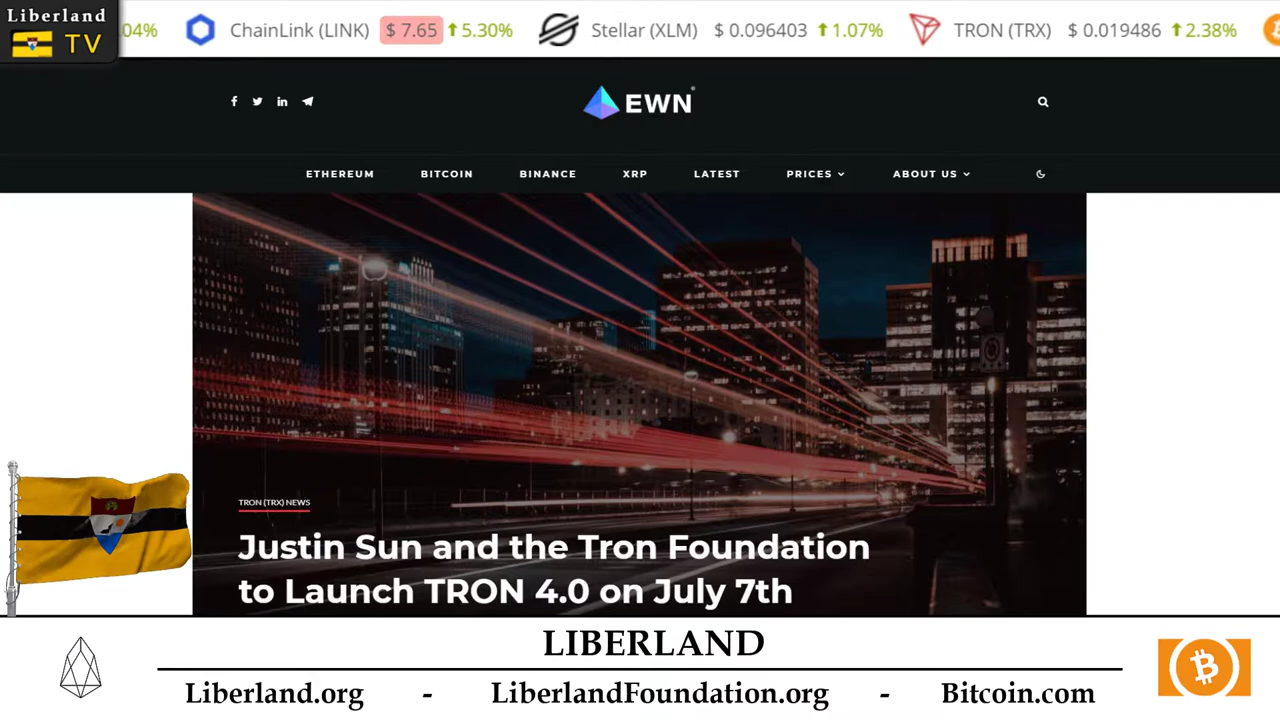 Liberland
TV
.04% ChainLink (LINK) $ 7.65 5.30% Stellar (XLM) $ 0.096403 1.07% TRON (TRX) $ 0.019486 2.38%
EWN
ETHEREUM BITCOIN BINANCE XRP LATEST PRICES ABOUT US
TRON (TRX) NEWS
Justin Sun and the Tron Foundation
to Launch TRON 4.0 on July 7th
LIBERLAND
Liberland.org - LiberlandFoundation.org - Bitcoin.com